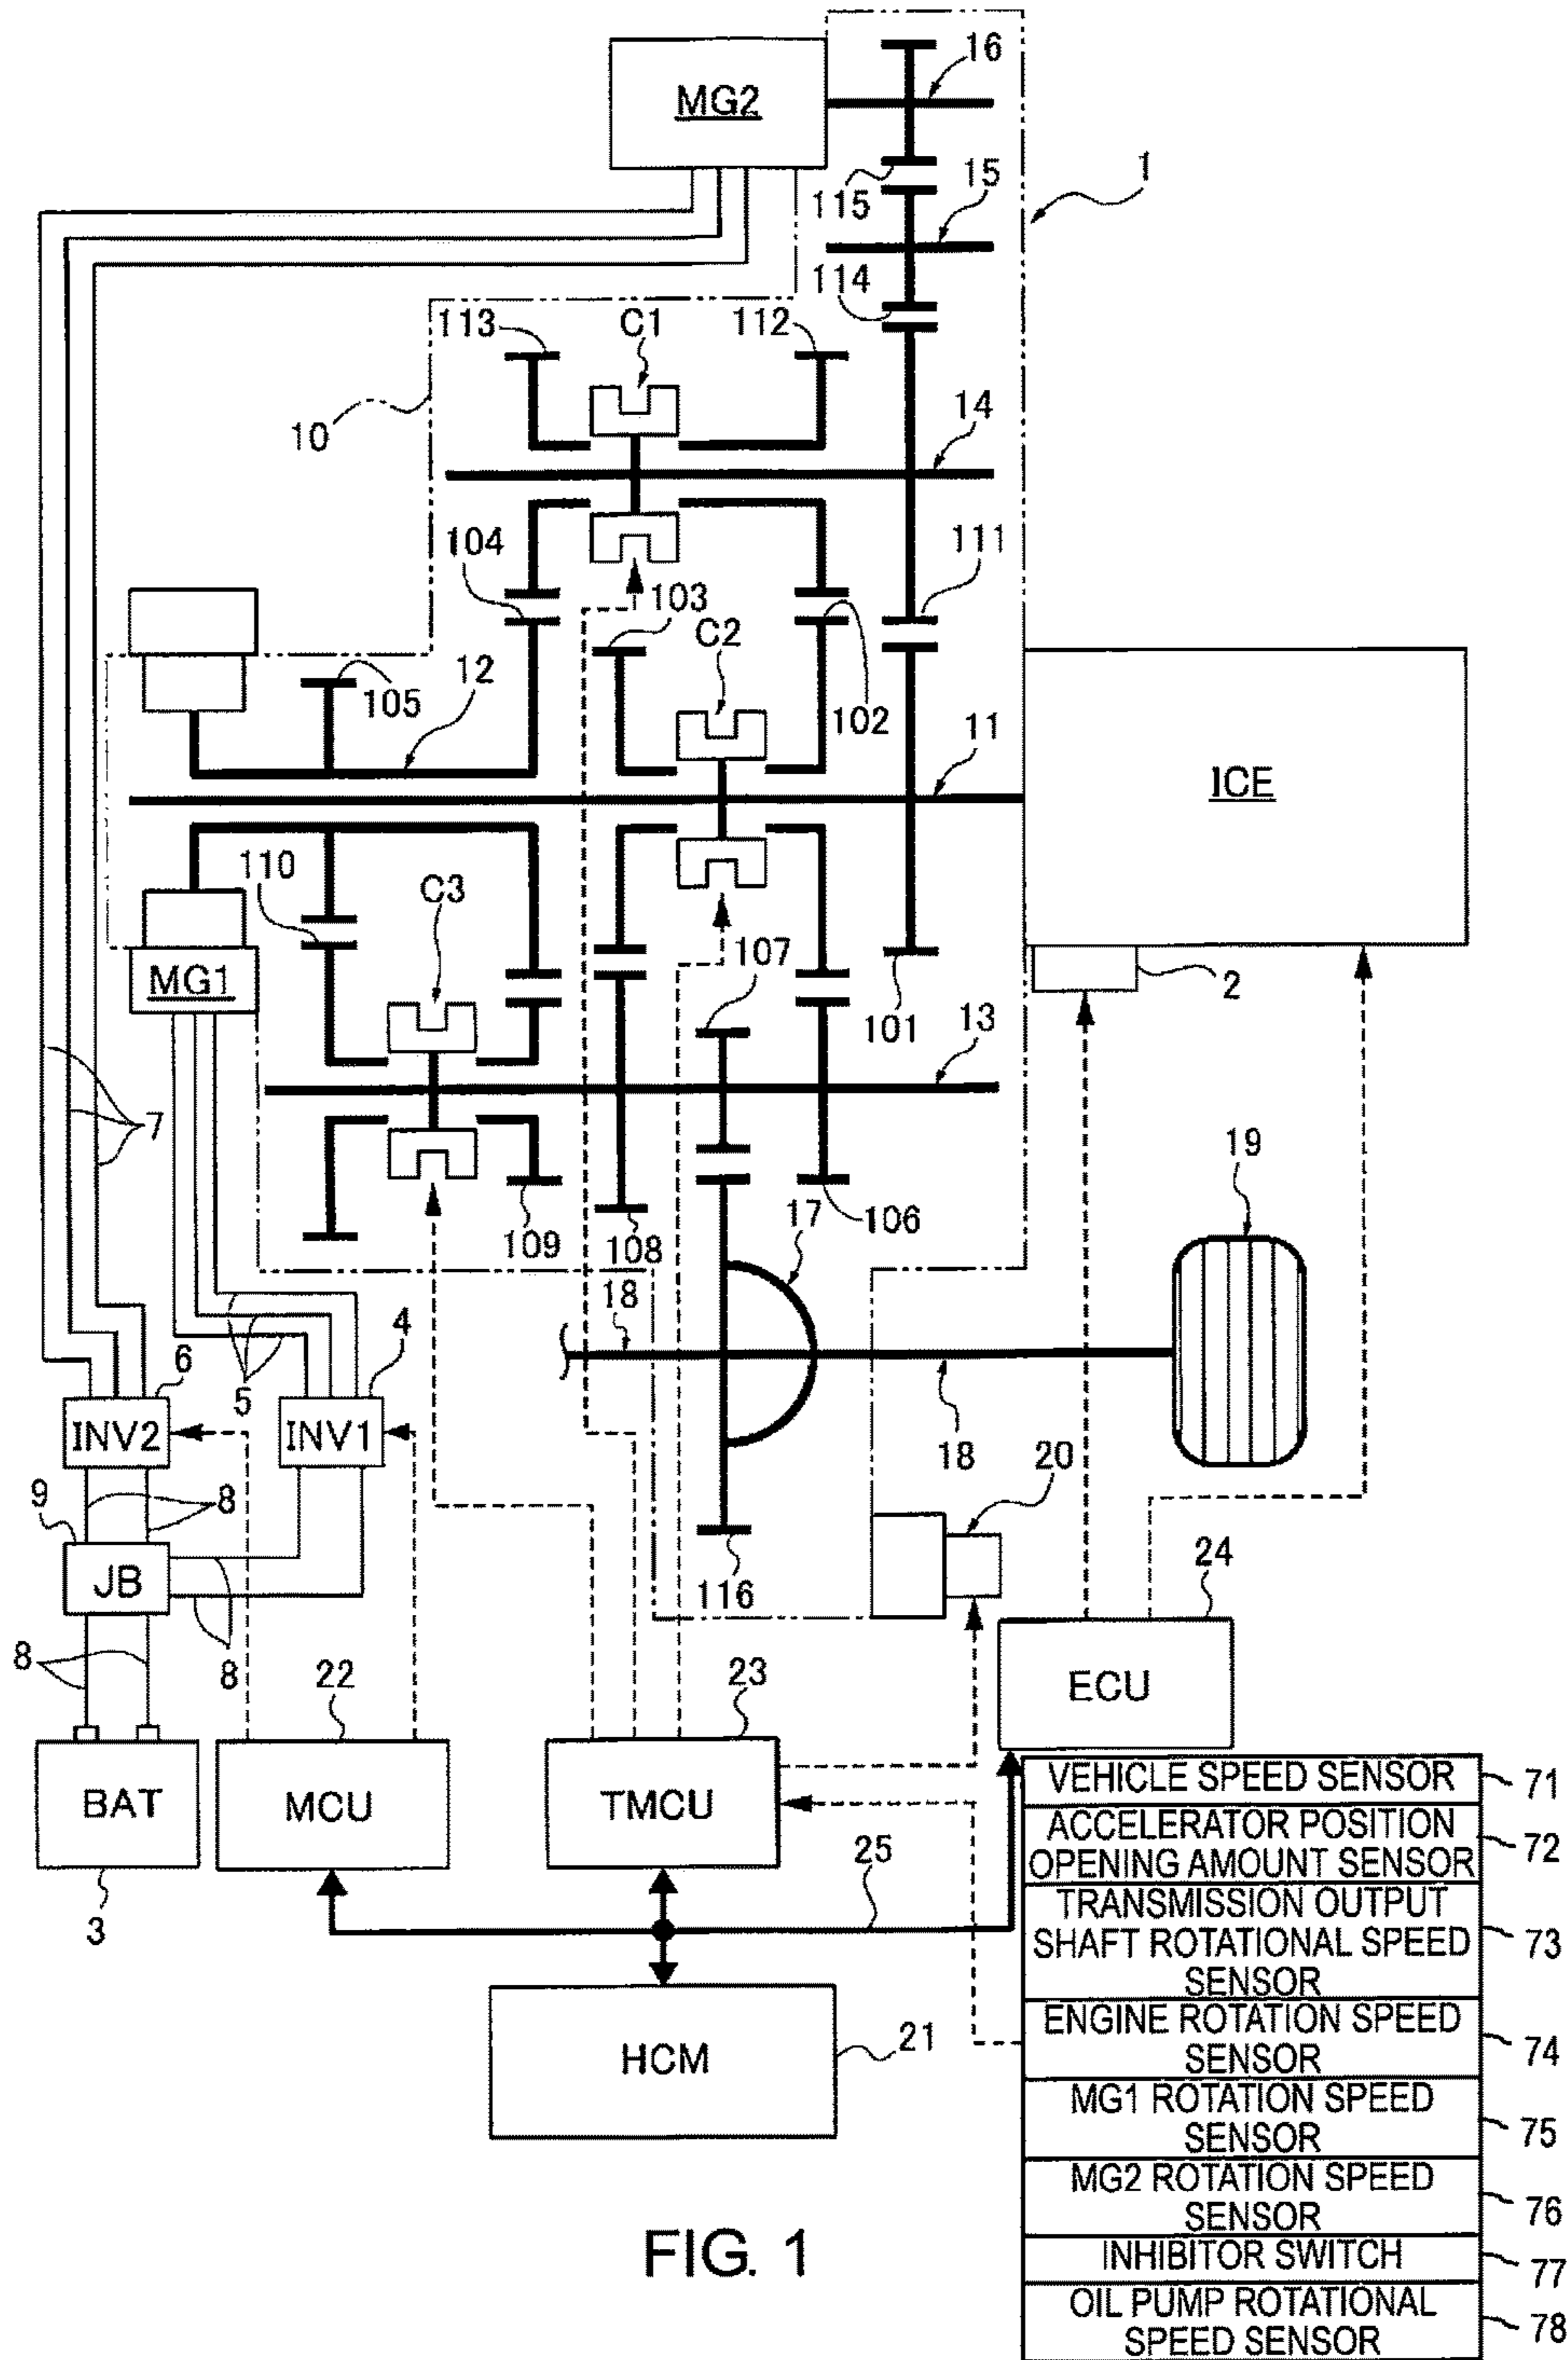 16
MG2
1
115
15
114
113
C1
112
10
14
104
111
103
C2
12
105
102
11
ICE
110
C3
107
MG1
2
101
13
7
19
17
109
108
106
18
4
6
5
INV2
INV1
18
20
9
8
JB
116
24
8
8
22
23
ECU
BAT
MCU
TMCU
VEHICLE SPEED SENSOR
71
ACCELERATOR POSITION
OPENING AMOUNT SENSOR
72
25
3
TRANSMISSION OUTPUT
SHAFT ROTATIONAL SPEED
SENSOR
73
HCM
21
ENGINE ROTATION SPEED
SENSOR
74
MG1 ROTATION SPEED
SENSOR
75
MG2 ROTATION SPEED
SENSOR
76
INHIBITOR SWITCH
77
OIL PUMP ROTATIONAL
SPEED SENSOR
78
FIG. 1